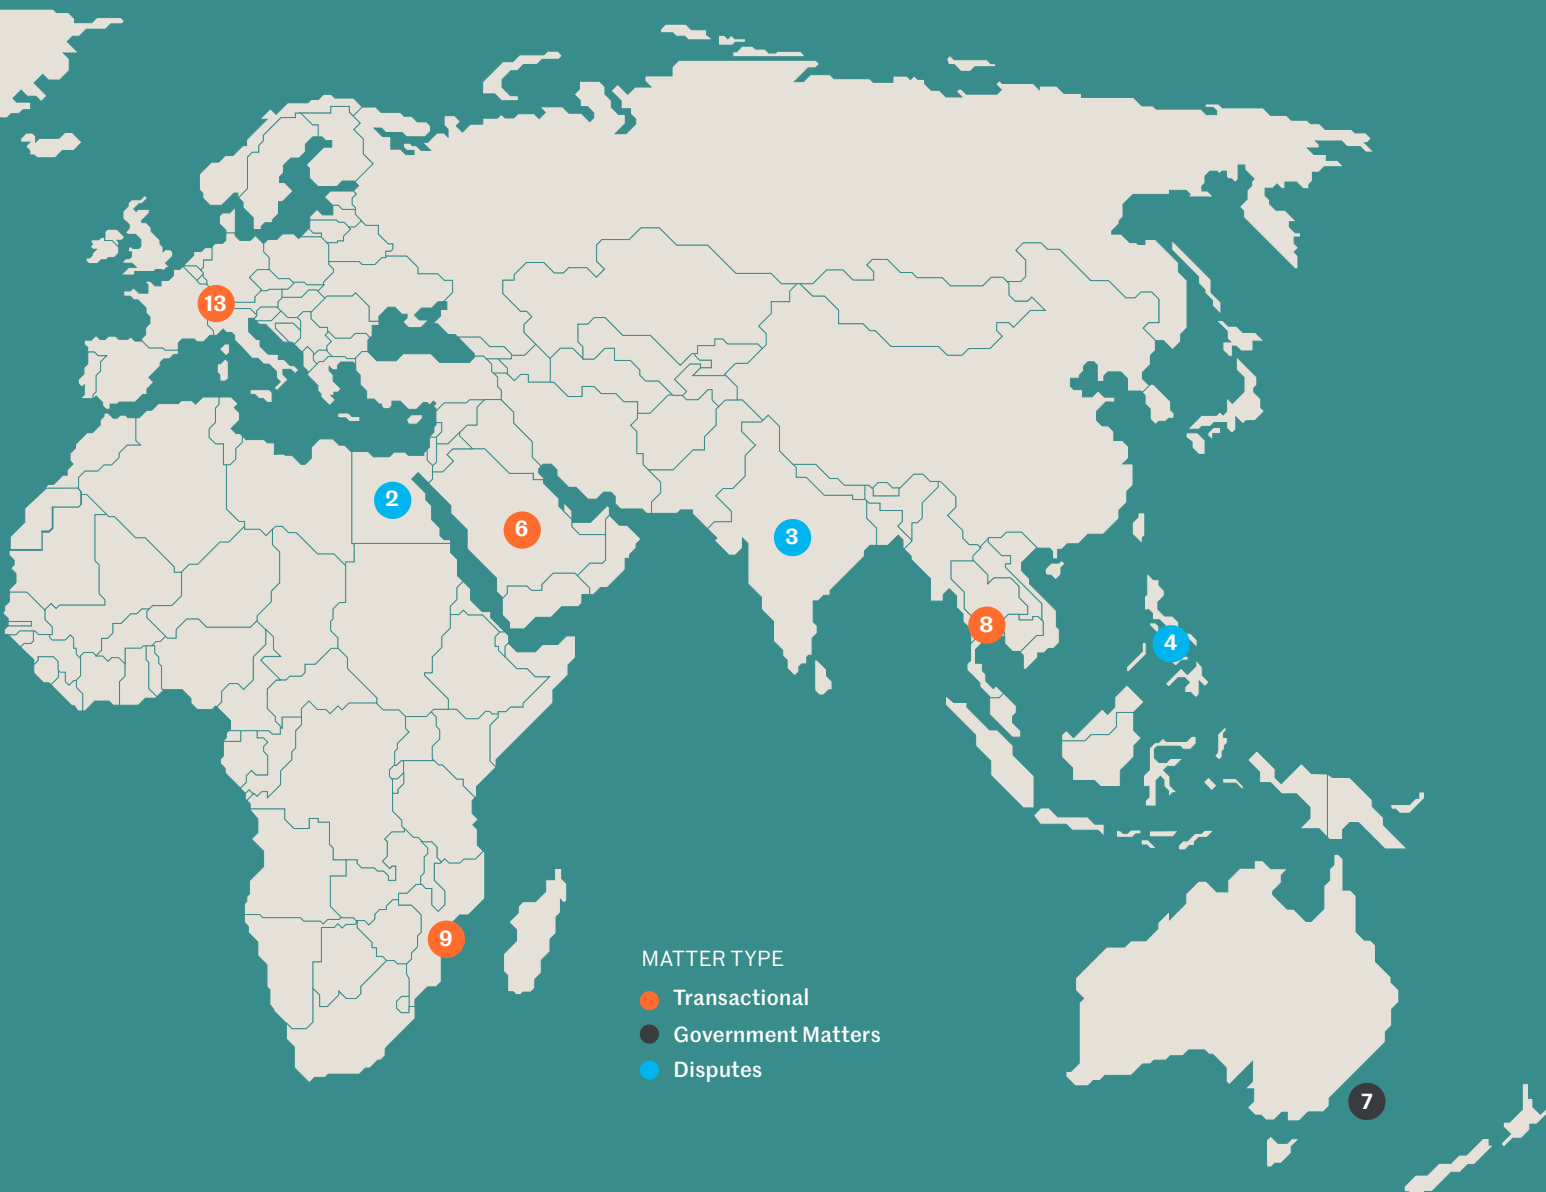 13
2
6
3
8
4
9
MATTER TYPE
Transactional
Government Matters
Disputes
7